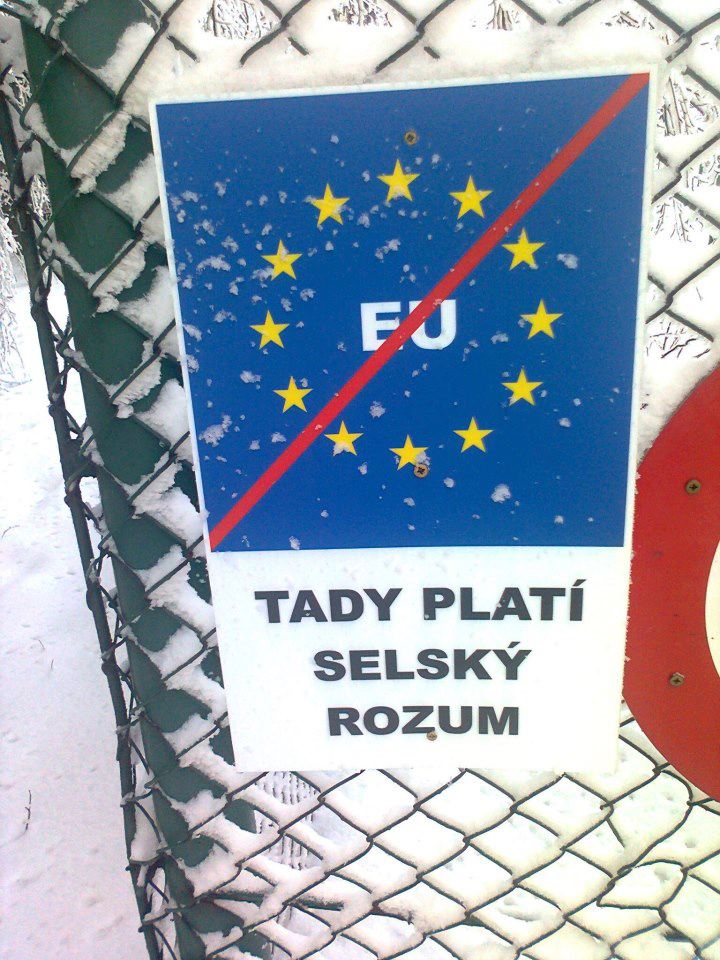 EU
TADY PLATÍ
SELSKÝ
ROZUM